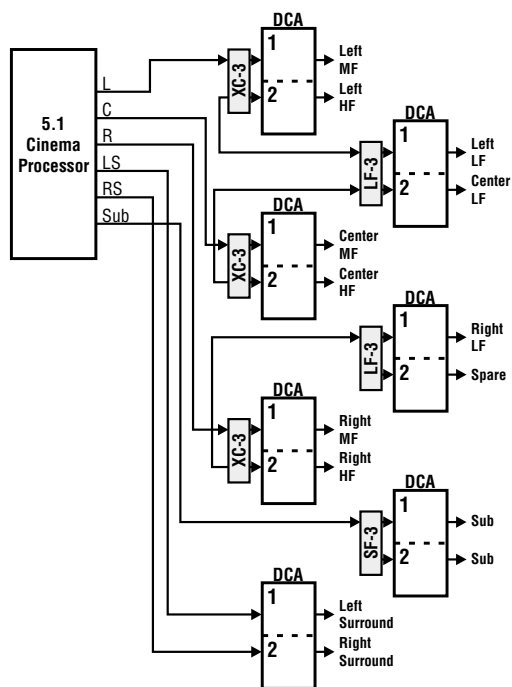 5.1
Cinema
Processor
L
C
R
LS
RS
Sub
DCA
XC-3
1
2
Left
MF
Left
HF
DCA
LF-3
1
2
Left
LF
Center
LF
DCA
XC-3
1
2
Center
MF
Center
HF
DCA
LF-3
1
2
Right
LF
Spare
DCA
XC-3
1
2
Right
MF
Right
HF
DCA
SF-3
1
2
Sub
Sub
DCA
1
2
Left
Surround
Right
Surround